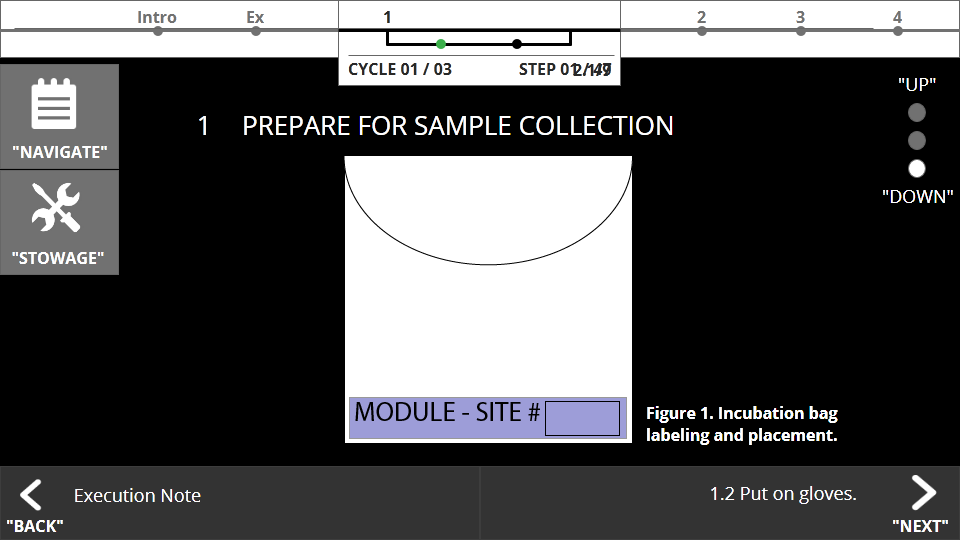 Intro Ex 1 2 3 4
CYCLE 01 / 03 STEP 01
"NAVIGATE"
"STOWAGE"
"UP"
"DOWN"
1 PREPARE FOR SAMPLE COLLECTION
MODULE - SITE #
Figure 1. Incubation bag
labeling and placement.
Execution Note
"BACK"
1.2 Put on gloves.
"NEXT"